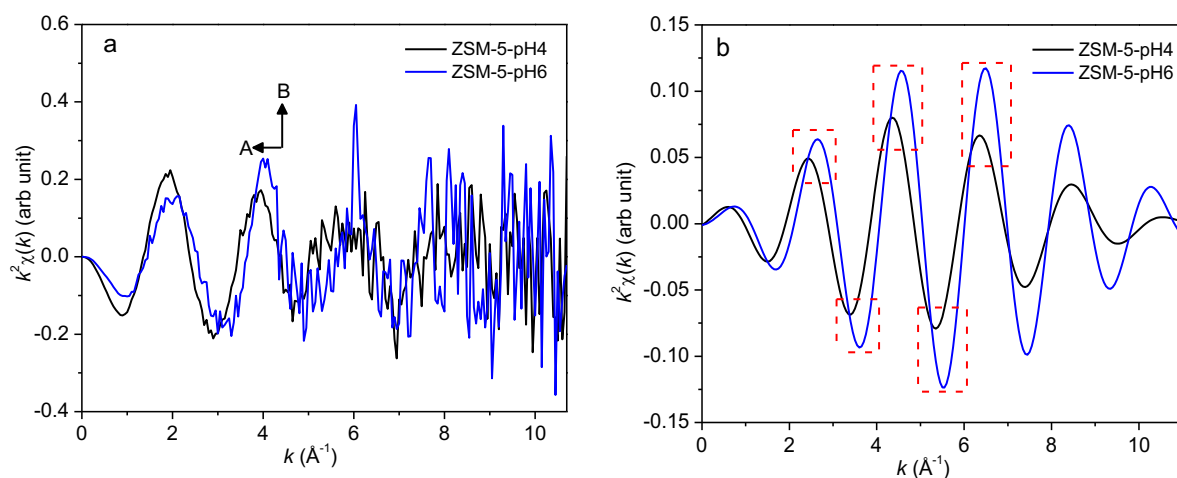 a
ZSM-5-pH4
ZSM-5-pH6
B
A
0.6
0.4
0.2
0.0
-0.2
-0.4
k²χ(k) (arb unit)
0 2 4 6 8 10
k (Å⁻¹)
b
ZSM-5-pH4
ZSM-5-pH6
0.15
0.10
0.05
0.00
-0.05
-0.10
-0.15
k²χ(k) (arb unit)
0 2 4 6 8 10
k (Å⁻¹)